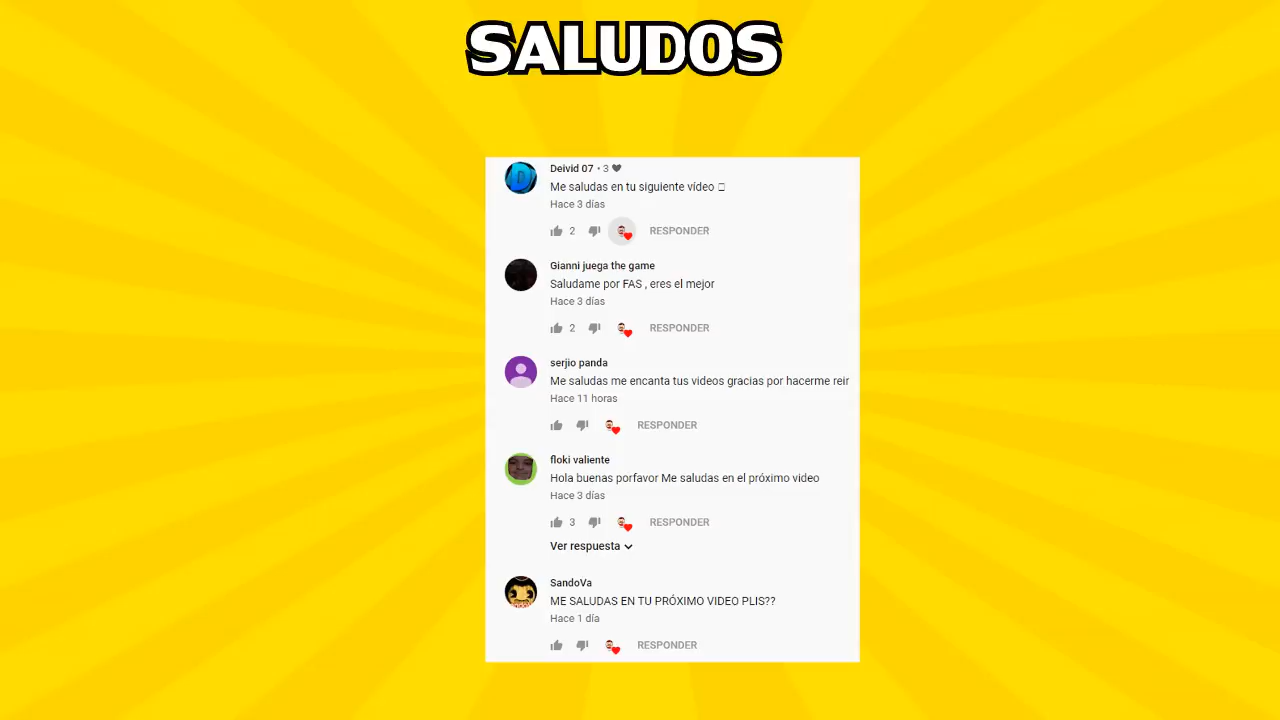 SALUDOS
Deivid 07 • 3 ♥
Me saludas en tu siguiente vídeo □
Hace 3 días
2 RESPONDER
Gianni juega the game
Saludame por FAS , eres el mejor
Hace 3 días
2 RESPONDER
serjio panda
Me saludas me encanta tus videos gracias por hacerme reir
Hace 11 horas
RESPONDER
floki valiente
Hola buenas porfavor Me saludas en el próximo video
Hace 3 días
3 RESPONDER
Ver respuesta
SandoVa
ME SALUDAS EN TU PRÓXIMO VIDEO PLIS??
Hace 1 día
RESPONDER